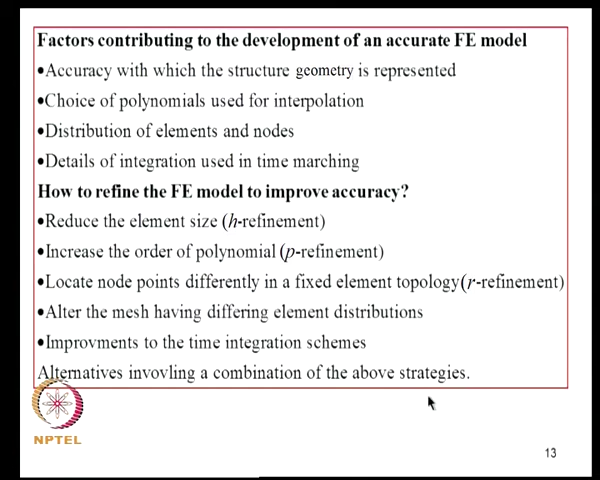 Factors contributing to the development of an accurate FE model
•Accuracy with which the structure geometry is represented
•Choice of polynomials used for interpolation
•Distribution of elements and nodes
•Details of integration used in time marching
How to refine the FE model to improve accuracy?
•Reduce the element size (h-refinement)
•Increase the order of polynomial (p-refinement)
•Locate node points differently in a fixed element topology(r-refinement)
•Alter the mesh having differing element distributions
•Improvments to the time integration schemes
Alternatives invovling a combination of the above strategies.
NPTEL
13